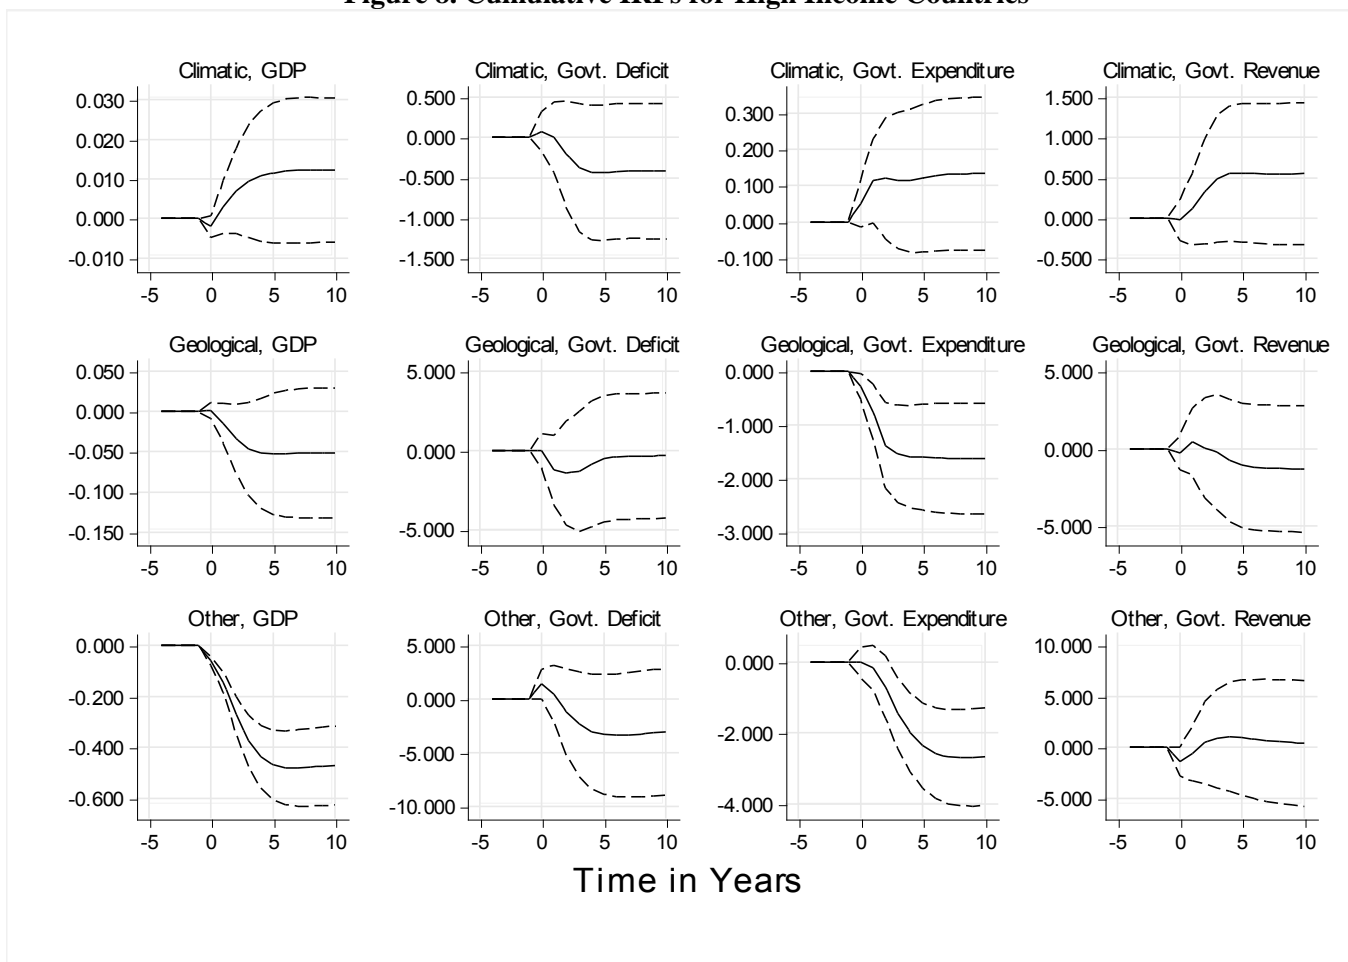 Figure 8. Cumulative IRFs for High Income Countries
Climatic, GDP
0.030
0.020
0.010
0.000
-0.010
-5 0 5 10
Climatic, Govt. Deficit
0.500
0.000
-0.500
-1.000
-1.500
-5 0 5 10
Climatic, Govt. Expenditure
0.300
0.200
0.100
0.000
-0.100
-5 0 5 10
Climatic, Govt. Revenue
1.500
1.000
0.500
0.000
-0.500
-5 0 5 10
Geological, GDP
0.050
0.000
-0.050
-0.100
-0.150
-5 0 5 10
Geological, Govt. Deficit
5.000
0.000
-5.000
-5 0 5 10
Geological, Govt. Expenditure
0.000
-1.000
-2.000
-3.000
-5 0 5 10
Geological, Govt. Revenue
5.000
0.000
-5.000
-5 0 5 10
Other, GDP
0.000
-0.200
-0.400
-0.600
-5 0 5 10
Other, Govt. Deficit
5.000
0.000
-5.000
-10.000
-5 0 5 10
Other, Govt. Expenditure
0.000
-2.000
-4.000
-5 0 5 10
Other, Govt. Revenue
10.000
5.000
0.000
-5.000
-5 0 5 10
Time in Years